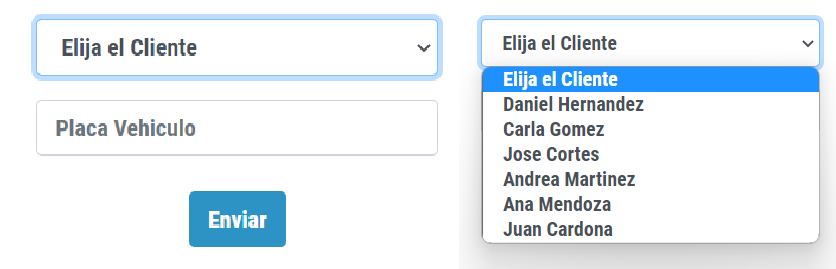 Elija el Cliente
Placa Vehiculo
Enviar
Elija el Cliente
Elija el Cliente
Daniel Hernandez
Carla Gomez
Jose Cortes
Andrea Martinez
Ana Mendoza
Juan Cardona